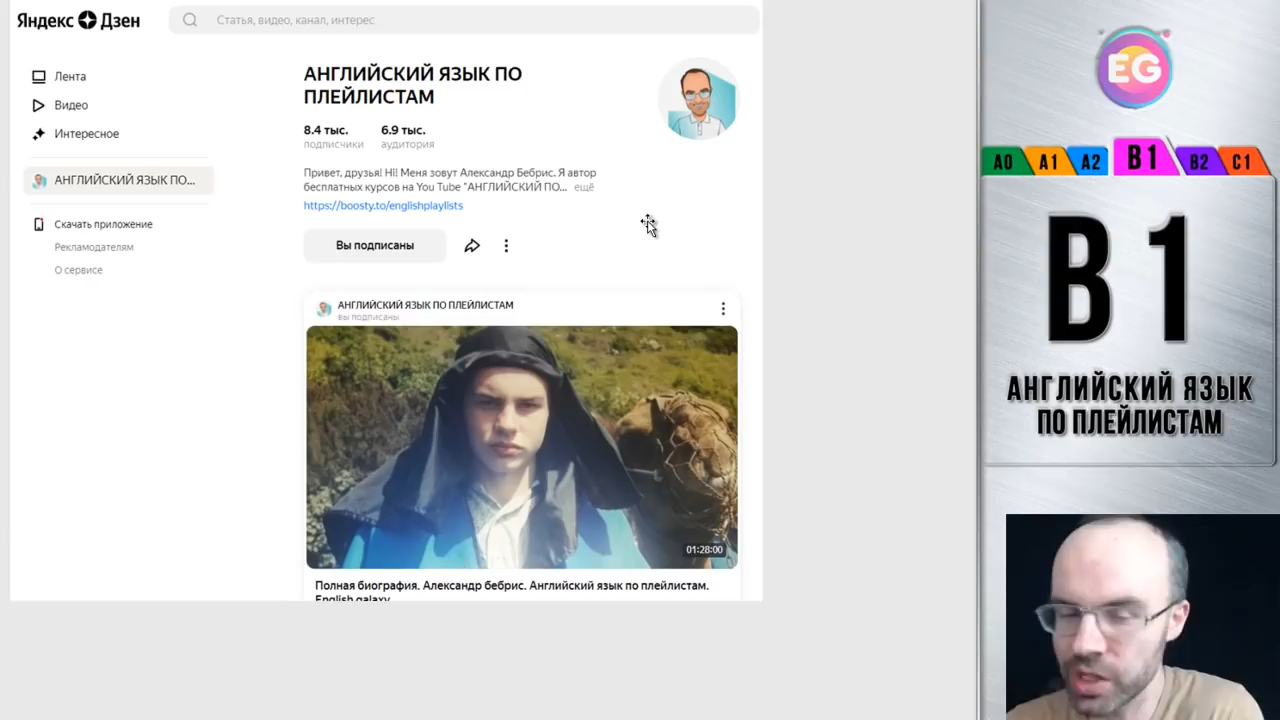 Яндекс Дзен
Статья, видео, канал, интерес
Лента
Видео
Интересное
АНГЛИЙСКИЙ ЯЗЫК ПО...
Скачать приложение
Рекламодателям
О сервисе
АНГЛИЙСКИЙ ЯЗЫК ПО
ПЛЕЙЛИСТАМ
8.4 тыс. 6.9 тыс.
подписчики аудитория
Привет, друзья! Hi! Меня зовут Александр Бебрис. Я автор
бесплатных курсов на You Tube "АНГЛИЙСКИЙ ПО... ещё
https://boosty.to/englishplaylists
Вы подписаны
АНГЛИЙСКИЙ ЯЗЫК ПО ПЛЕЙЛИСТАМ
вы подписаны
01:28:00
Полная биография. Александр бебрис. Английский язык по плейлистам.
English galaxy
EG
A0 A1 A2 B1 B2 C1
B 1
АНГЛИЙСКИЙ ЯЗЫК
ПО ПЛЕЙЛИСТАМ